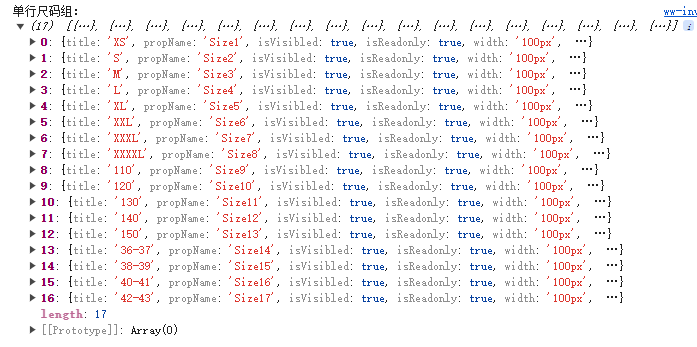 单行尺码组:
ww-inv
▼ (17) [{…}, {…}, {…}, {…}, {…}, {…}, {…}, {…}, {…}, {…}, {…}, {…}, {…}, {…}, {…}, {…}, {…}]
▶ 0: {title: 'XS', propName: 'Size1', isVisibled: true, isReadonly: true, width: '100px', …}
▶ 1: {title: 'S', propName: 'Size2', isVisibled: true, isReadonly: true, width: '100px', …}
▶ 2: {title: 'M', propName: 'Size3', isVisibled: true, isReadonly: true, width: '100px', …}
▶ 3: {title: 'L', propName: 'Size4', isVisibled: true, isReadonly: true, width: '100px', …}
▶ 4: {title: 'XL', propName: 'Size5', isVisibled: true, isReadonly: true, width: '100px', …}
▶ 5: {title: 'XXL', propName: 'Size6', isVisibled: true, isReadonly: true, width: '100px', …}
▶ 6: {title: 'XXXL', propName: 'Size7', isVisibled: true, isReadonly: true, width: '100px', …}
▶ 7: {title: 'XXXXL', propName: 'Size8', isVisibled: true, isReadonly: true, width: '100px', …}
▶ 8: {title: '110', propName: 'Size9', isVisibled: true, isReadonly: true, width: '100px', …}
▶ 9: {title: '120', propName: 'Size10', isVisibled: true, isReadonly: true, width: '100px', …}
▶ 10: {title: '130', propName: 'Size11', isVisibled: true, isReadonly: true, width: '100px', …}
▶ 11: {title: '140', propName: 'Size12', isVisibled: true, isReadonly: true, width: '100px', …}
▶ 12: {title: '150', propName: 'Size13', isVisibled: true, isReadonly: true, width: '100px', …}
▶ 13: {title: '36-37', propName: 'Size14', isVisibled: true, isReadonly: true, width: '100px', …}
▶ 14: {title: '38-39', propName: 'Size15', isVisibled: true, isReadonly: true, width: '100px', …}
▶ 15: {title: '40-41', propName: 'Size16', isVisibled: true, isReadonly: true, width: '100px', …}
▶ 16: {title: '42-43', propName: 'Size17', isVisibled: true, isReadonly: true, width: '100px', …}
length: 17
▶ [[Prototype]]: Array(0)